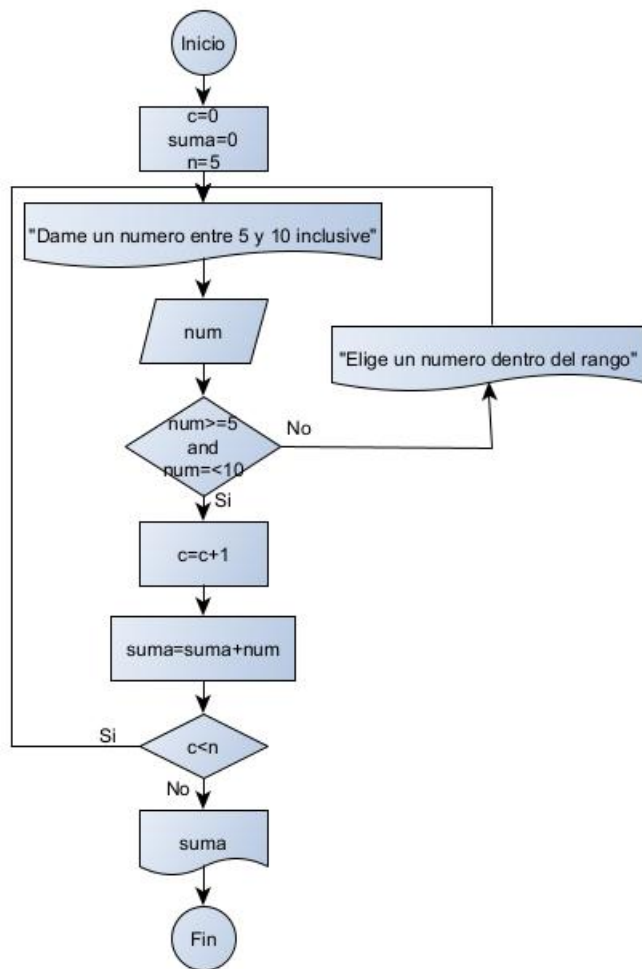 Inicio
c=0
suma=0
n=5
"Dame un numero entre 5 y 10 inclusive"
num
"Elige un numero dentro del rango"
num>=5
and
num=<10
No
Si
c=c+1
suma=suma+num
c<n
Si
No
suma
Fin